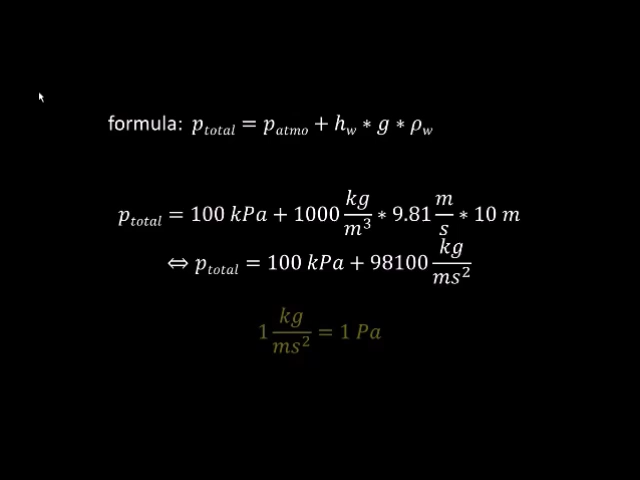 formula: p_total = p_atmo + h_w * g * ρ_w
p_total = 100 kPa + 1000 kg/m³ * 9.81 m/s * 10 m
⇔ p_total = 100 kPa + 98100 kg/ms²
1 kg/ms² = 1 Pa